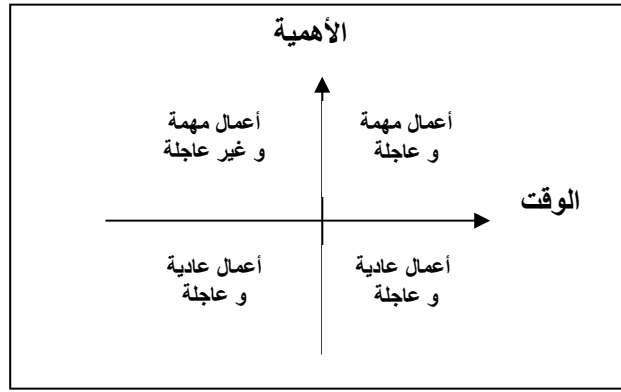 الأهمية
أعمال مهمة
و عاجلة
أعمال مهمة
و غير عاجلة
الوقت
أعمال عادية
و عاجلة
أعمال عادية
و عاجلة